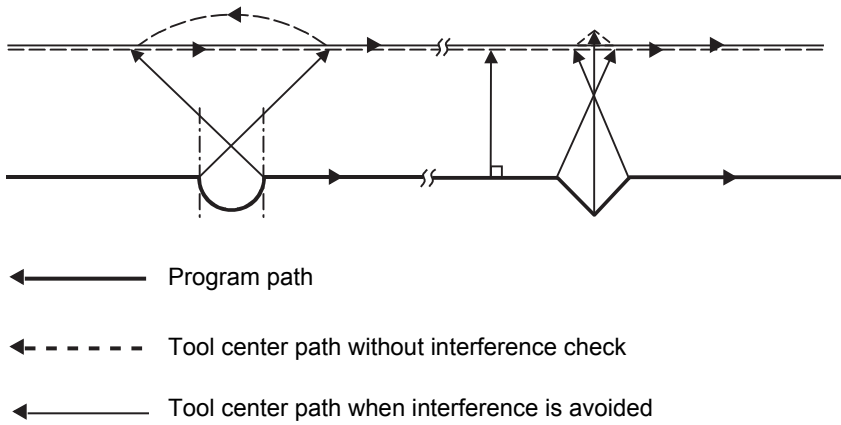 Program path
Tool center path without interference check
Tool center path when interference is avoided